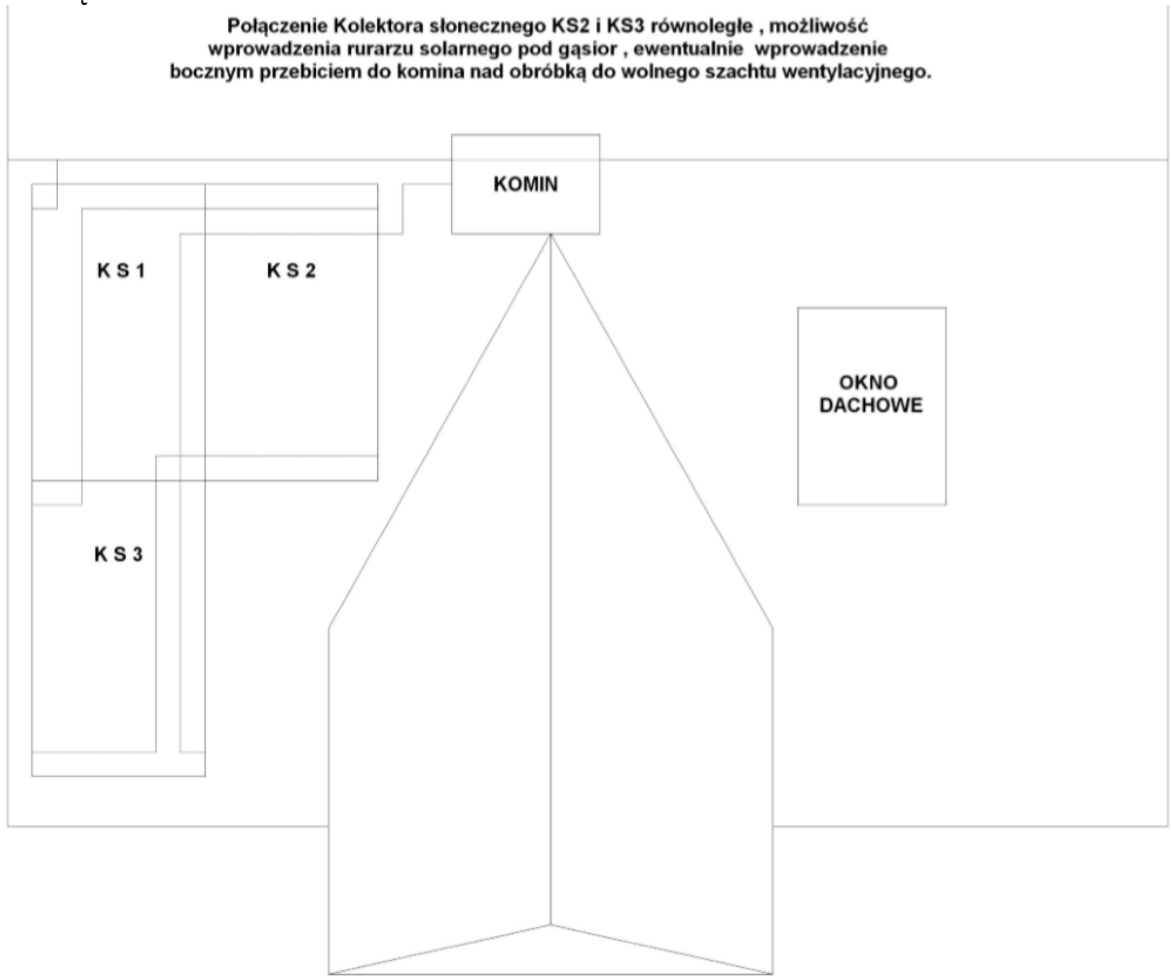 Połączenie Kolektora słonecznego KS2 i KS3 równoległe , możliwość
wprowadzenia rurarzu solarnego pod gąsior , ewentualnie wprowadzenie
bocznym przebiciem do komina nad obróbką do wolnego szachtu wentylacyjnego.
KOMIN
K S 1
K S 2
OKNO
DACHOWE
K S 3